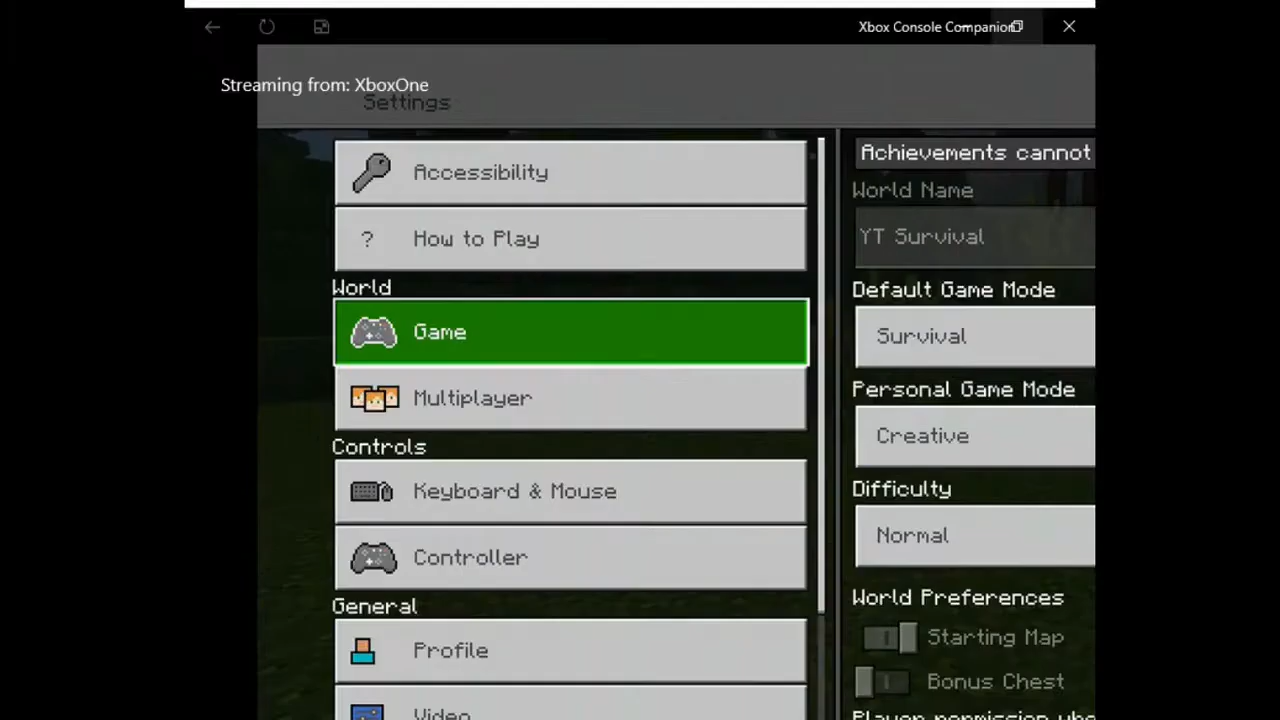 Xbox Console Companion
Streaming from: XboxOne
Settings
Accessibility
? How to Play
World
Game
Multiplayer
Controls
Keyboard & Mouse
Controller
General
Profile
Video
Achievements cannot
World Name
YT Survival
Default Game Mode
Survival
Personal Game Mode
Creative
Difficulty
Normal
World Preferences
Starting Map
Bonus Chest
Player permission